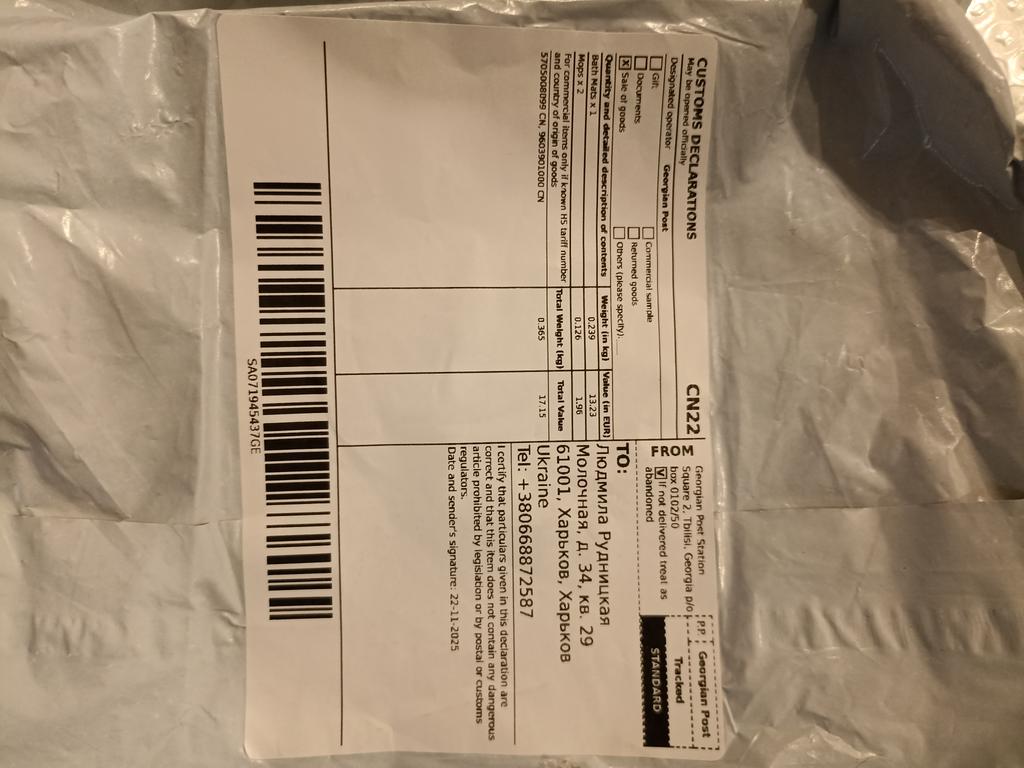 CUSTOMS DECLARATIONS
CN22
May be opened officially
Designated operator Georgian Post
Gift
Commercial sample
Documents
Returned goods
X Sale of goods
Others (please specify):
Quantity and detailed description of contents
Weight (in kg)
Value (in EUR)
Bath Mats x 1
0.239
13.23
Mops x 2
0.126
1.96
For commercial items only if known HS tariff number
and country of origin of goods
Total Weight (kg)
Total Value
5705008099 CN, 9603901000 CN
0.365
17.15
FROM
Georgian Post Station
Square 2, Tbilisi, Georgia p/o
box 0102/50
V If not delivered treat as
abandoned
P.P. Georgian Post
Tracked
STANDARD
TO:
Людмила Рудницкая
Молочная, д. 34, кв. 29
61001, Харьков, Харьков
Ukraine
Tel: +380668872587
I certify that particulars given in this declaration are
correct and that this item does not contain any dangerous
article prohibited by legislation or by postal or customs
regulators.
Date and sender's signature: 22-11-2025
SA071945437GE